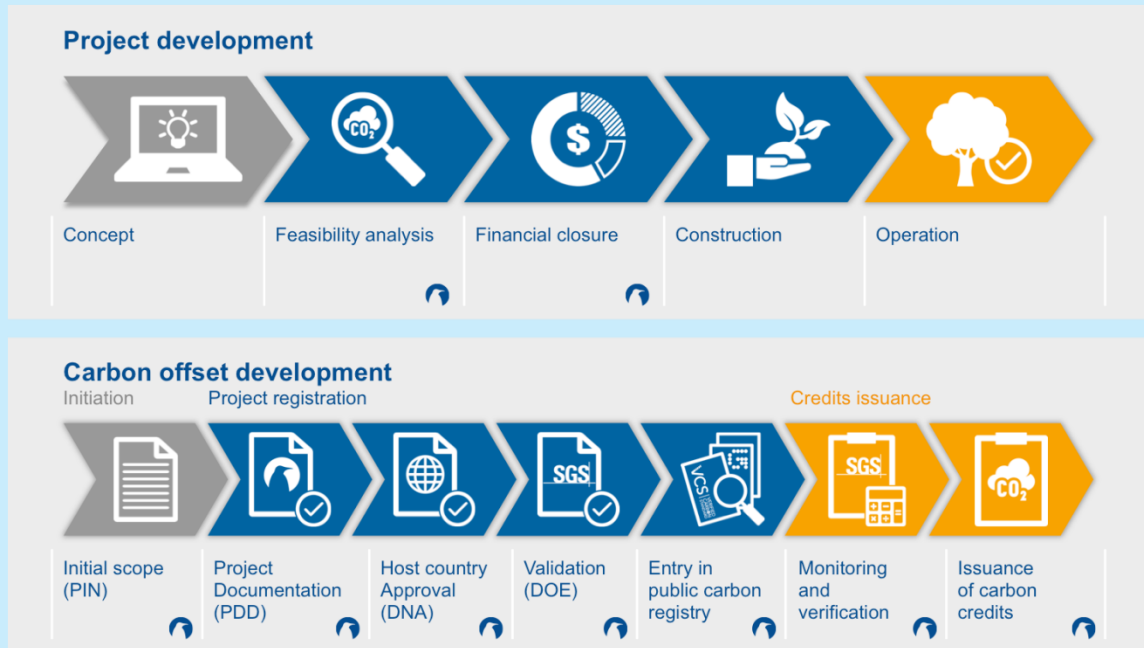 Project development
CO2
$
Concept
Feasibility analysis
Financial closure
Construction
Operation
Carbon offset development
Initiation
Project registration
Credits issuance
SGS
VCS
SGS
CO2
Initial scope
(PIN)
Project
Documentation
(PDD)
Host country
Approval
(DNA)
Validation
(DOE)
Entry in
public carbon
registry
Monitoring
and
verification
Issuance
of carbon
credits